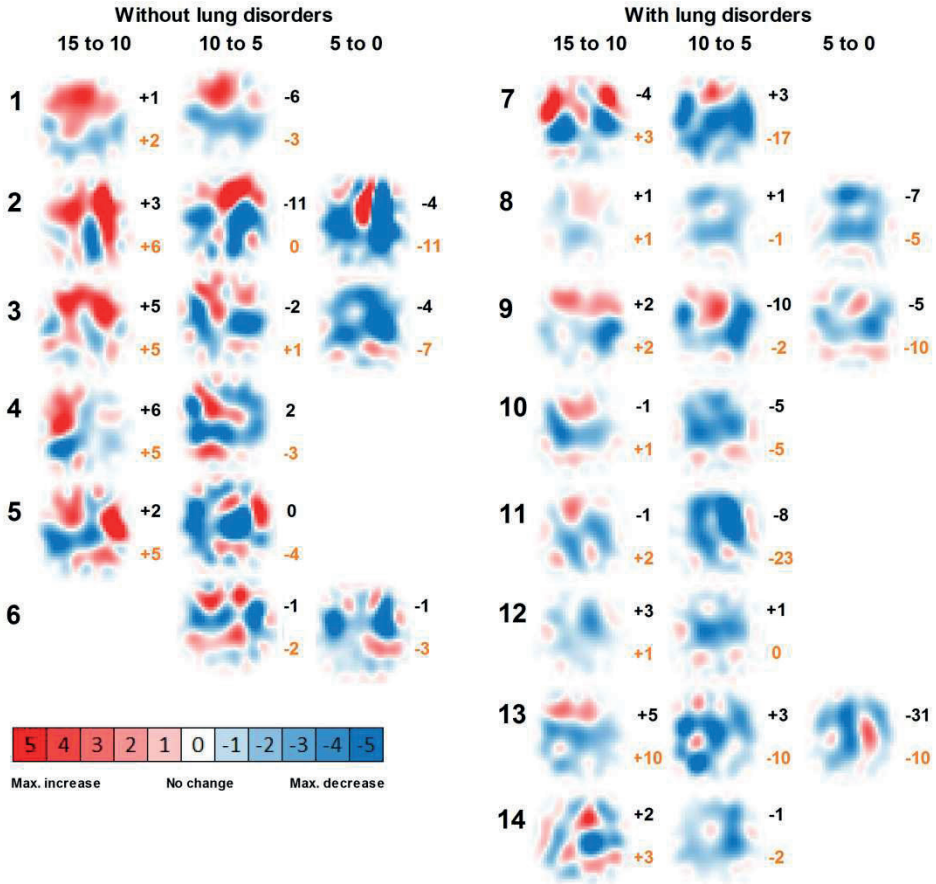 Without lung disorders
15 to 10 10 to 5 5 to 0
1 +1 -6
+2 -3
2 +3 -11 -4
+6 0 -11
3 +5 -2 -4
+5 +1 -7
4 +6 2
+5 -3
5 +2 0
+5 -4
6 -1 -1
-2 -3
5 4 3 2 1 0 -1 -2 -3 -4 -5
Max. increase No change Max. decrease
With lung disorders
15 to 10 10 to 5 5 to 0
7 -4 +3
+3 -17
8 +1 +1 -7
+1 -1 -5
9 +2 -10 -5
+2 -2 -10
10 -1 -5
+1 -5
11 -1 -8
+2 -23
12 +3 +1
+1 0
13 +5 +3 -31
+10 -10 -10
14 +2 -1
+3 -2